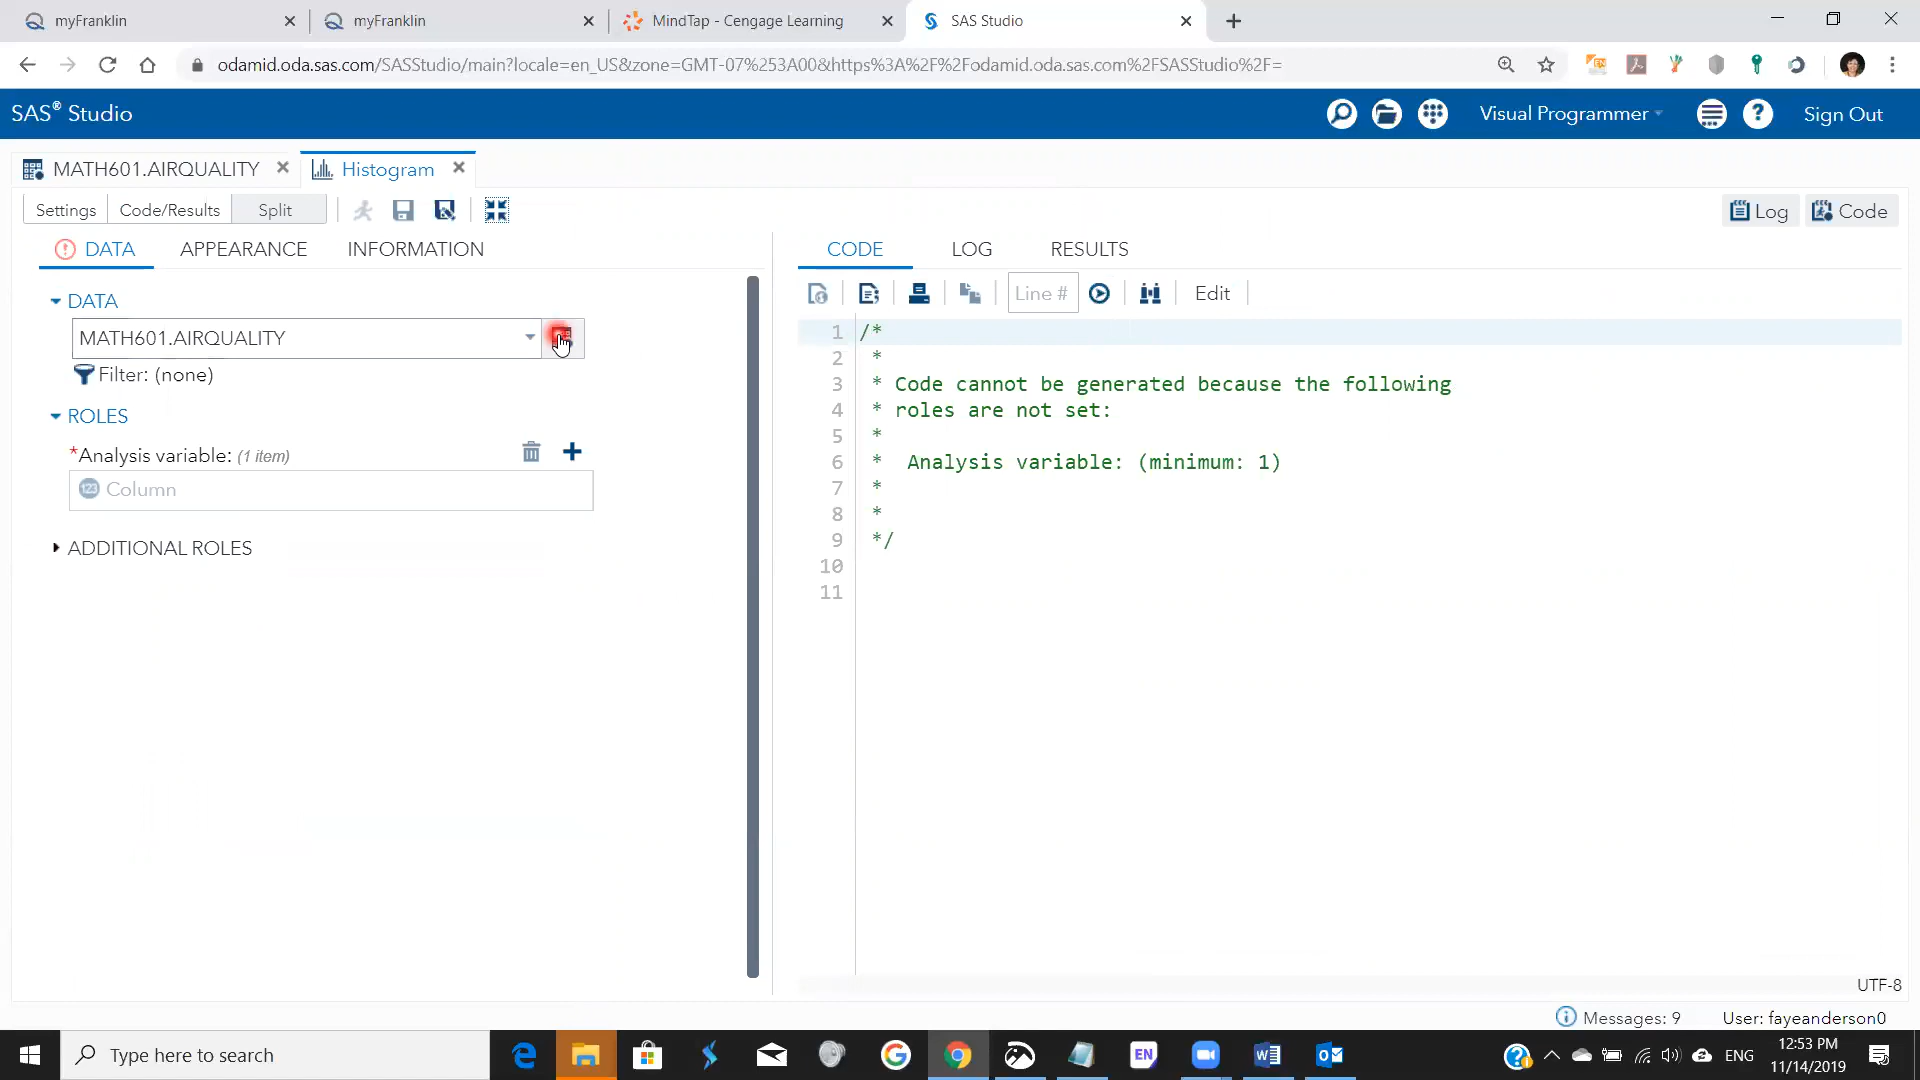 myFranklin
myFranklin
MindTap - Cengage Learning
SAS Studio
odamid.oda.sas.com/SASStudio/main?locale=en_US&zone=GMT-07%253A00&https%3A%2F%2Fodamid.oda.sas.com%2FSASStudio%2F=
SAS® Studio
Visual Programmer
Sign Out
MATH601.AIRQUALITY
Histogram
Settings
Code/Results
Split
Log
Code
DATA
APPEARANCE
INFORMATION
CODE
LOG
RESULTS
DATA
MATH601.AIRQUALITY
Filter: (none)
ROLES
*Analysis variable: (1 item)
123 Column
ADDITIONAL ROLES
Line #
Edit
1 /*
2 *
3 * Code cannot be generated because the following
4 * roles are not set:
5 *
6 * Analysis variable: (minimum: 1)
7 *
8 *
9 */
10
11
UTF-8
Messages: 9
User: fayeanderson0
Type here to search
EN
ENG
12:53 PM
11/14/2019